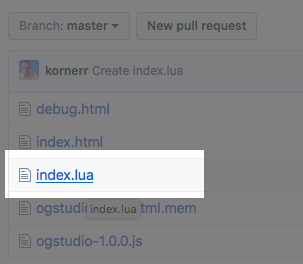 Branch: master New pull request
kornerr Create index.lua
debug.html
index.html
index.lua
ogstudio tml.mem
index.lua
ogstudio-1.0.0.js